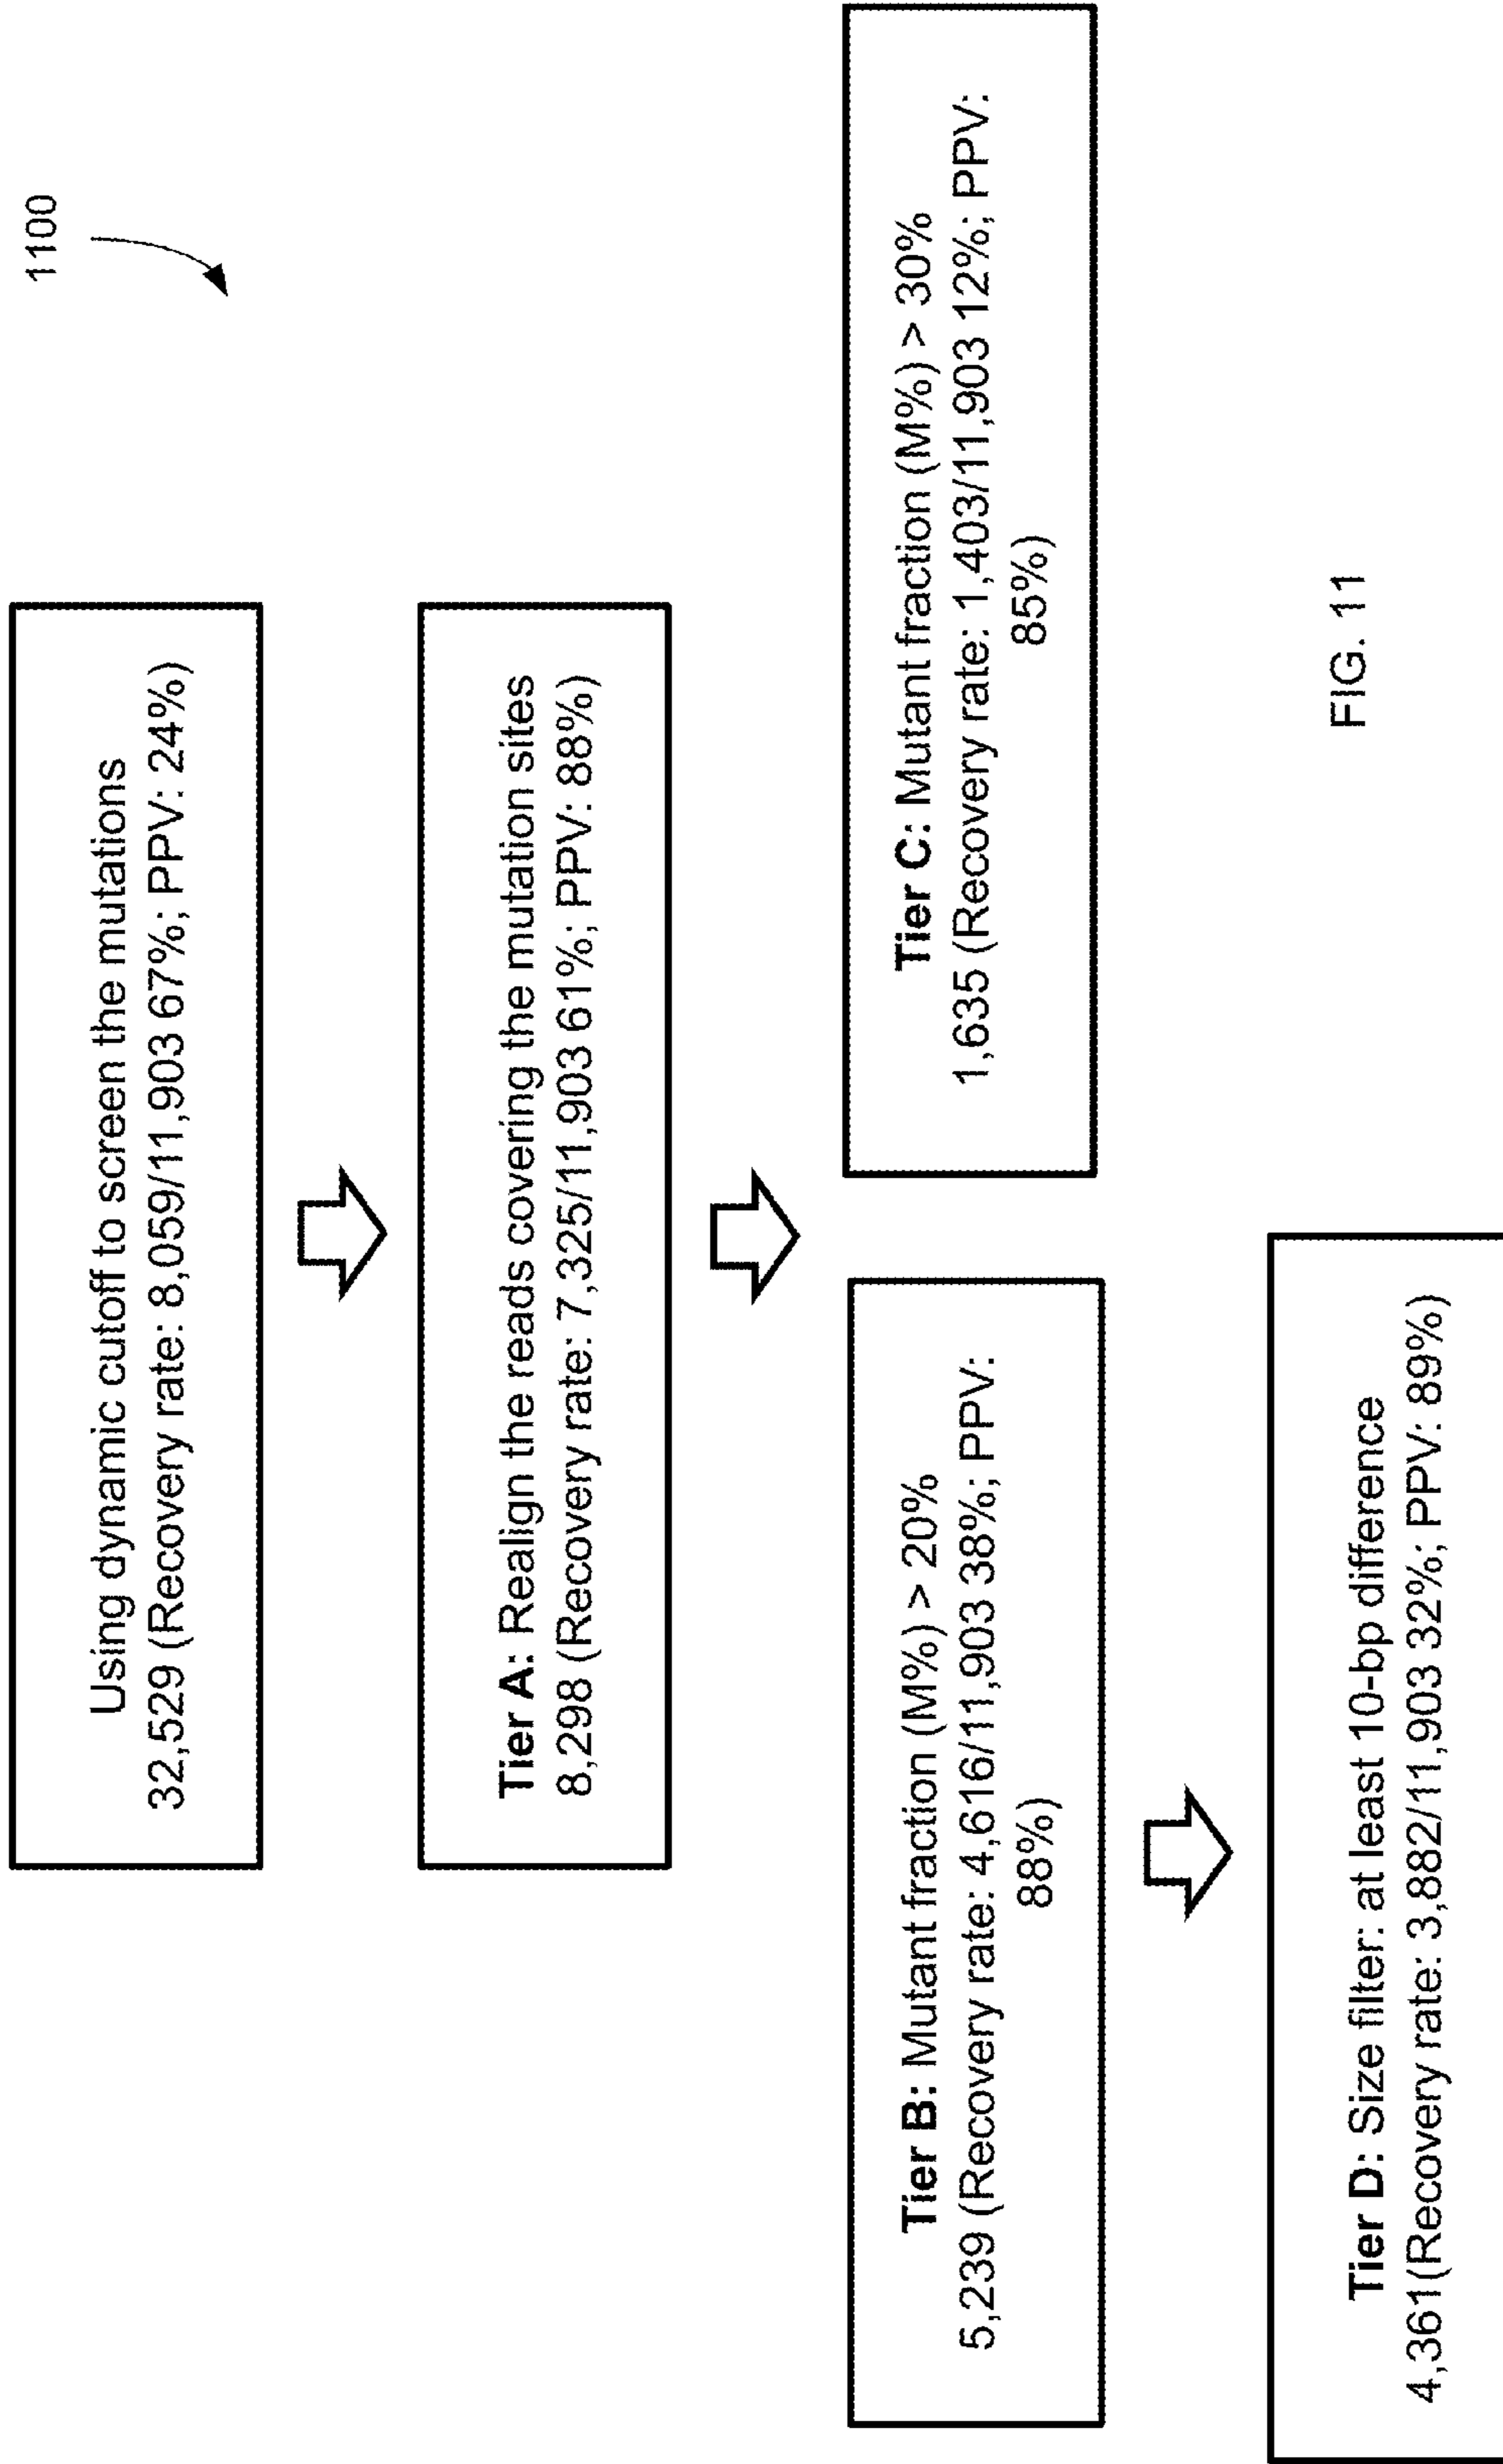 1100
Using dynamic cutoff to screen the mutations
32,529 (Recovery rate: 8,059/11,903 67%; PPV: 24%)
Tier A: Realign the reads covering the mutation sites
8,298 (Recovery rate: 7,325/11,903 61%; PPV: 88%)
Tier B: Mutant fraction (M%) > 20%
5,239 (Recovery rate: 4,616/11,903 38%; PPV:
88%)
Tier C: Mutant fraction (M%) > 30%
1,635 (Recovery rate: 1,403/11,903 12%; PPV:
85%)
Tier D: Size filter: at least 10-bp difference
4,361(Recovery rate: 3,882/11,903 32%; PPV: 89%)
FIG. 11